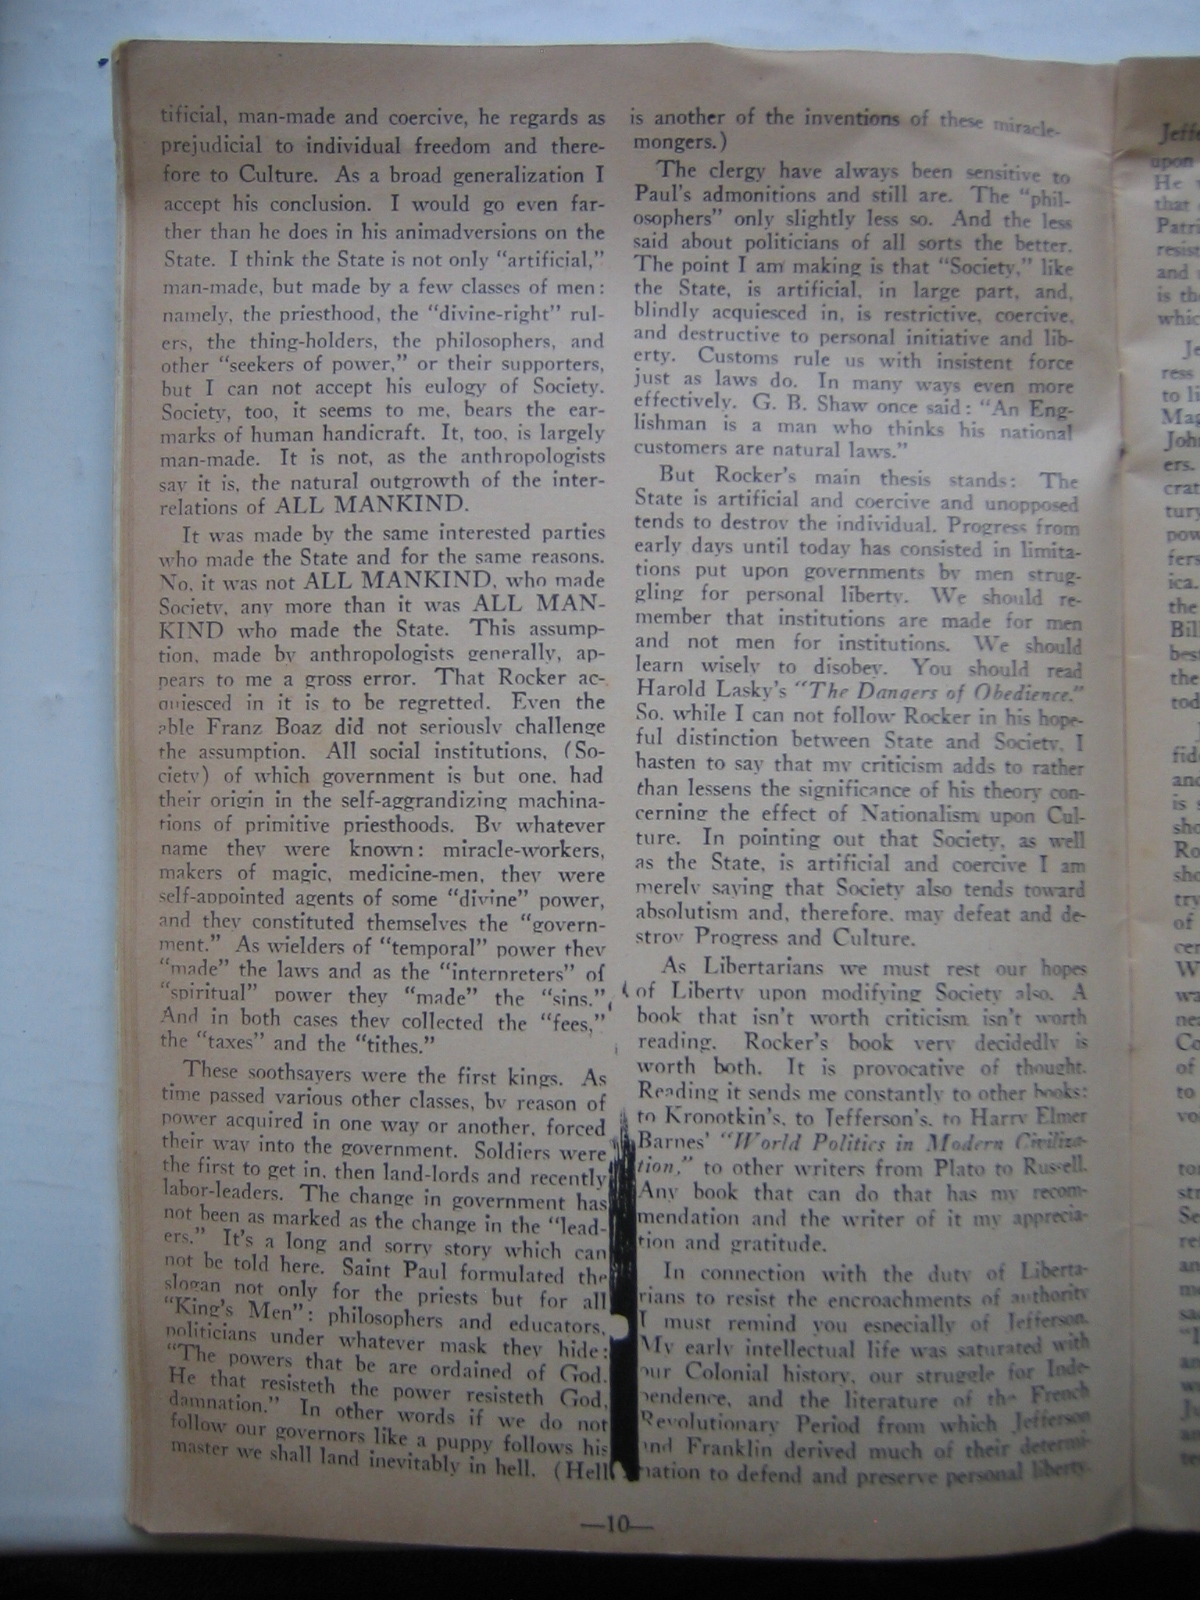 tificial, man-made and coercive, he regards as
prejudicial to individual freedom and there-
fore to Culture. As a broad generalization I
accept his conclusion. I would go even far-
ther than he does in his animadversions on the
State. I think the State is not only "artificial,"
man-made, but made by a few classes of men:
namely, the priesthood, the "divine-right" rul-
ers, the thing-holders, the philosophers, and
other "seekers of power," or their supporters,
but I can not accept his eulogy of Society.
Society, too, it seems to me, bears the ear-
marks of human handicraft. It, too, is largely
man-made. It is not, as the anthropologists
say it is, the natural outgrowth of the inter-
relations of ALL MANKIND.
It was made by the same interested parties
who made the State and for the same reasons.
No, it was not ALL MANKIND, who made
Society, any more than it was ALL MAN-
KIND who made the State. This assump-
tion, made by anthropologists generally, ap-
pears to me a gross error. That Rocker ac-
quiesced in it is to be regretted. Even the
able Franz Boaz did not seriously challenge
the assumption. All social institutions, (So-
ciety) of which government is but one, had
their origin in the self-aggrandizing machina-
tions of primitive priesthoods. By whatever
name they were known: miracle-workers,
makers of magic, medicine-men, they were
self-appointed agents of some "divine" power,
and they constituted themselves the "govern-
ment." As wielders of "temporal" power they
"made" the laws and as the "interpreters" of
"spiritual" power they "made" the "sins."
And in both cases they collected the "fees,"
the "taxes" and the "tithes."
These soothsayers were the first kings. As
time passed various other classes, by reason of
power acquired in one way or another, forced
their way into the government. Soldiers were
the first to get in, then land-lords and recently
labor-leaders. The change in government has
not been as marked as the change in the "lead-
ers." It's a long and sorry story which can
not be told here. Saint Paul formulated the
slogan not only for the priests but for all
"King's Men": philosophers and educators,
politicians under whatever mask they hide:
"The powers that be are ordained of God.
He that resisteth the power resisteth God,
damnation." In other words if we do not
follow our governors like a puppy follows his
master we shall land inevitably in hell. (Hell
is another of the inventions of these miracle-
mongers.)
The clergy have always been sensitive to
Paul's admonitions and still are. The "phil-
osophers" only slightly less so. And the less
said about politicians of all sorts the better.
The point I am making is that "Society," like
the State, is artificial, in large part, and,
blindly acquiesced in, is restrictive, coercive,
and destructive to personal initiative and lib-
erty. Customs rule us with insistent force
just as laws do. In many ways even more
effectively. G. B. Shaw once said: "An Eng-
lishman is a man who thinks his national
customers are natural laws."
But Rocker's main thesis stands: The
State is artificial and coercive and unopposed
tends to destroy the individual. Progress from
early days until today has consisted in limita-
tions put upon governments by men strug-
gling for personal liberty. We should re-
member that institutions are made for men
and not men for institutions. We should
learn wisely to disobey. You should read
Harold Lasky's "The Dangers of Obedience."
So, while I can not follow Rocker in his hope-
ful distinction between State and Society, I
hasten to say that my criticism adds to rather
than lessens the significance of his theory con-
cerning the effect of Nationalism upon Cul-
ture. In pointing out that Society, as well
as the State, is artificial and coercive I am
merely saying that Society also tends toward
absolutism and, therefore, may defeat and de-
stroy Progress and Culture.
As Libertarians we must rest our hopes
of Liberty upon modifying Society also. A
book that isn't worth criticism isn't worth
reading. Rocker's book very decidedly is
worth both. It is provocative of thought.
Reading it sends me constantly to other books:
to Kropotkin's, to Jefferson's, to Harry Elmer
Barnes' "World Politics in Modern Civiliza-
tion," to other writers from Plato to Russell.
Any book that can do that has my recom-
mendation and the writer of it my apprecia-
tion and gratitude.
In connection with the duty of Liberta-
rians to resist the encroachments of authority
I must remind you especially of Jefferson.
My early intellectual life was saturated with
our Colonial history, our struggle for Inde-
pendence, and the literature of the French
Revolutionary Period from which Jefferson
and Franklin derived much of their determi-
nation to defend and preserve personal liberty.
—10—